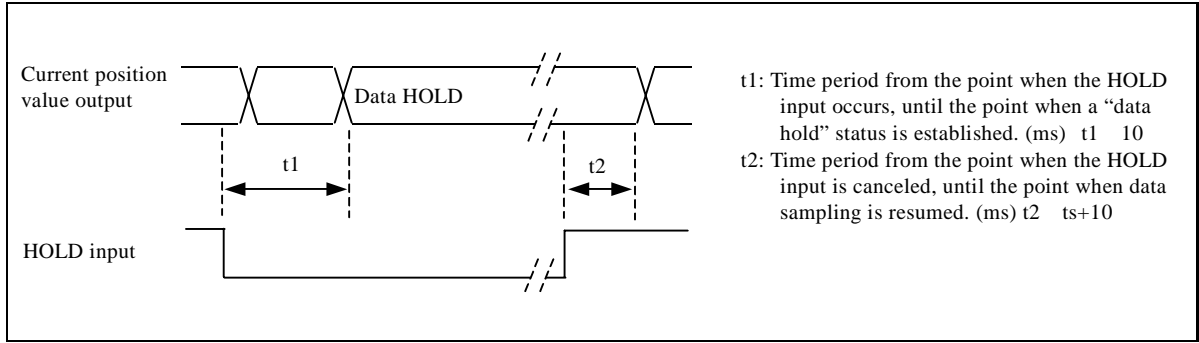 Current position
value output
Data HOLD
t1
t2
HOLD input
t1: Time period from the point when the HOLD
input occurs, until the point when a “data
hold” status is established. (ms) t1 10
t2: Time period from the point when the HOLD
input is canceled, until the point when data
sampling is resumed. (ms) t2 ts+10